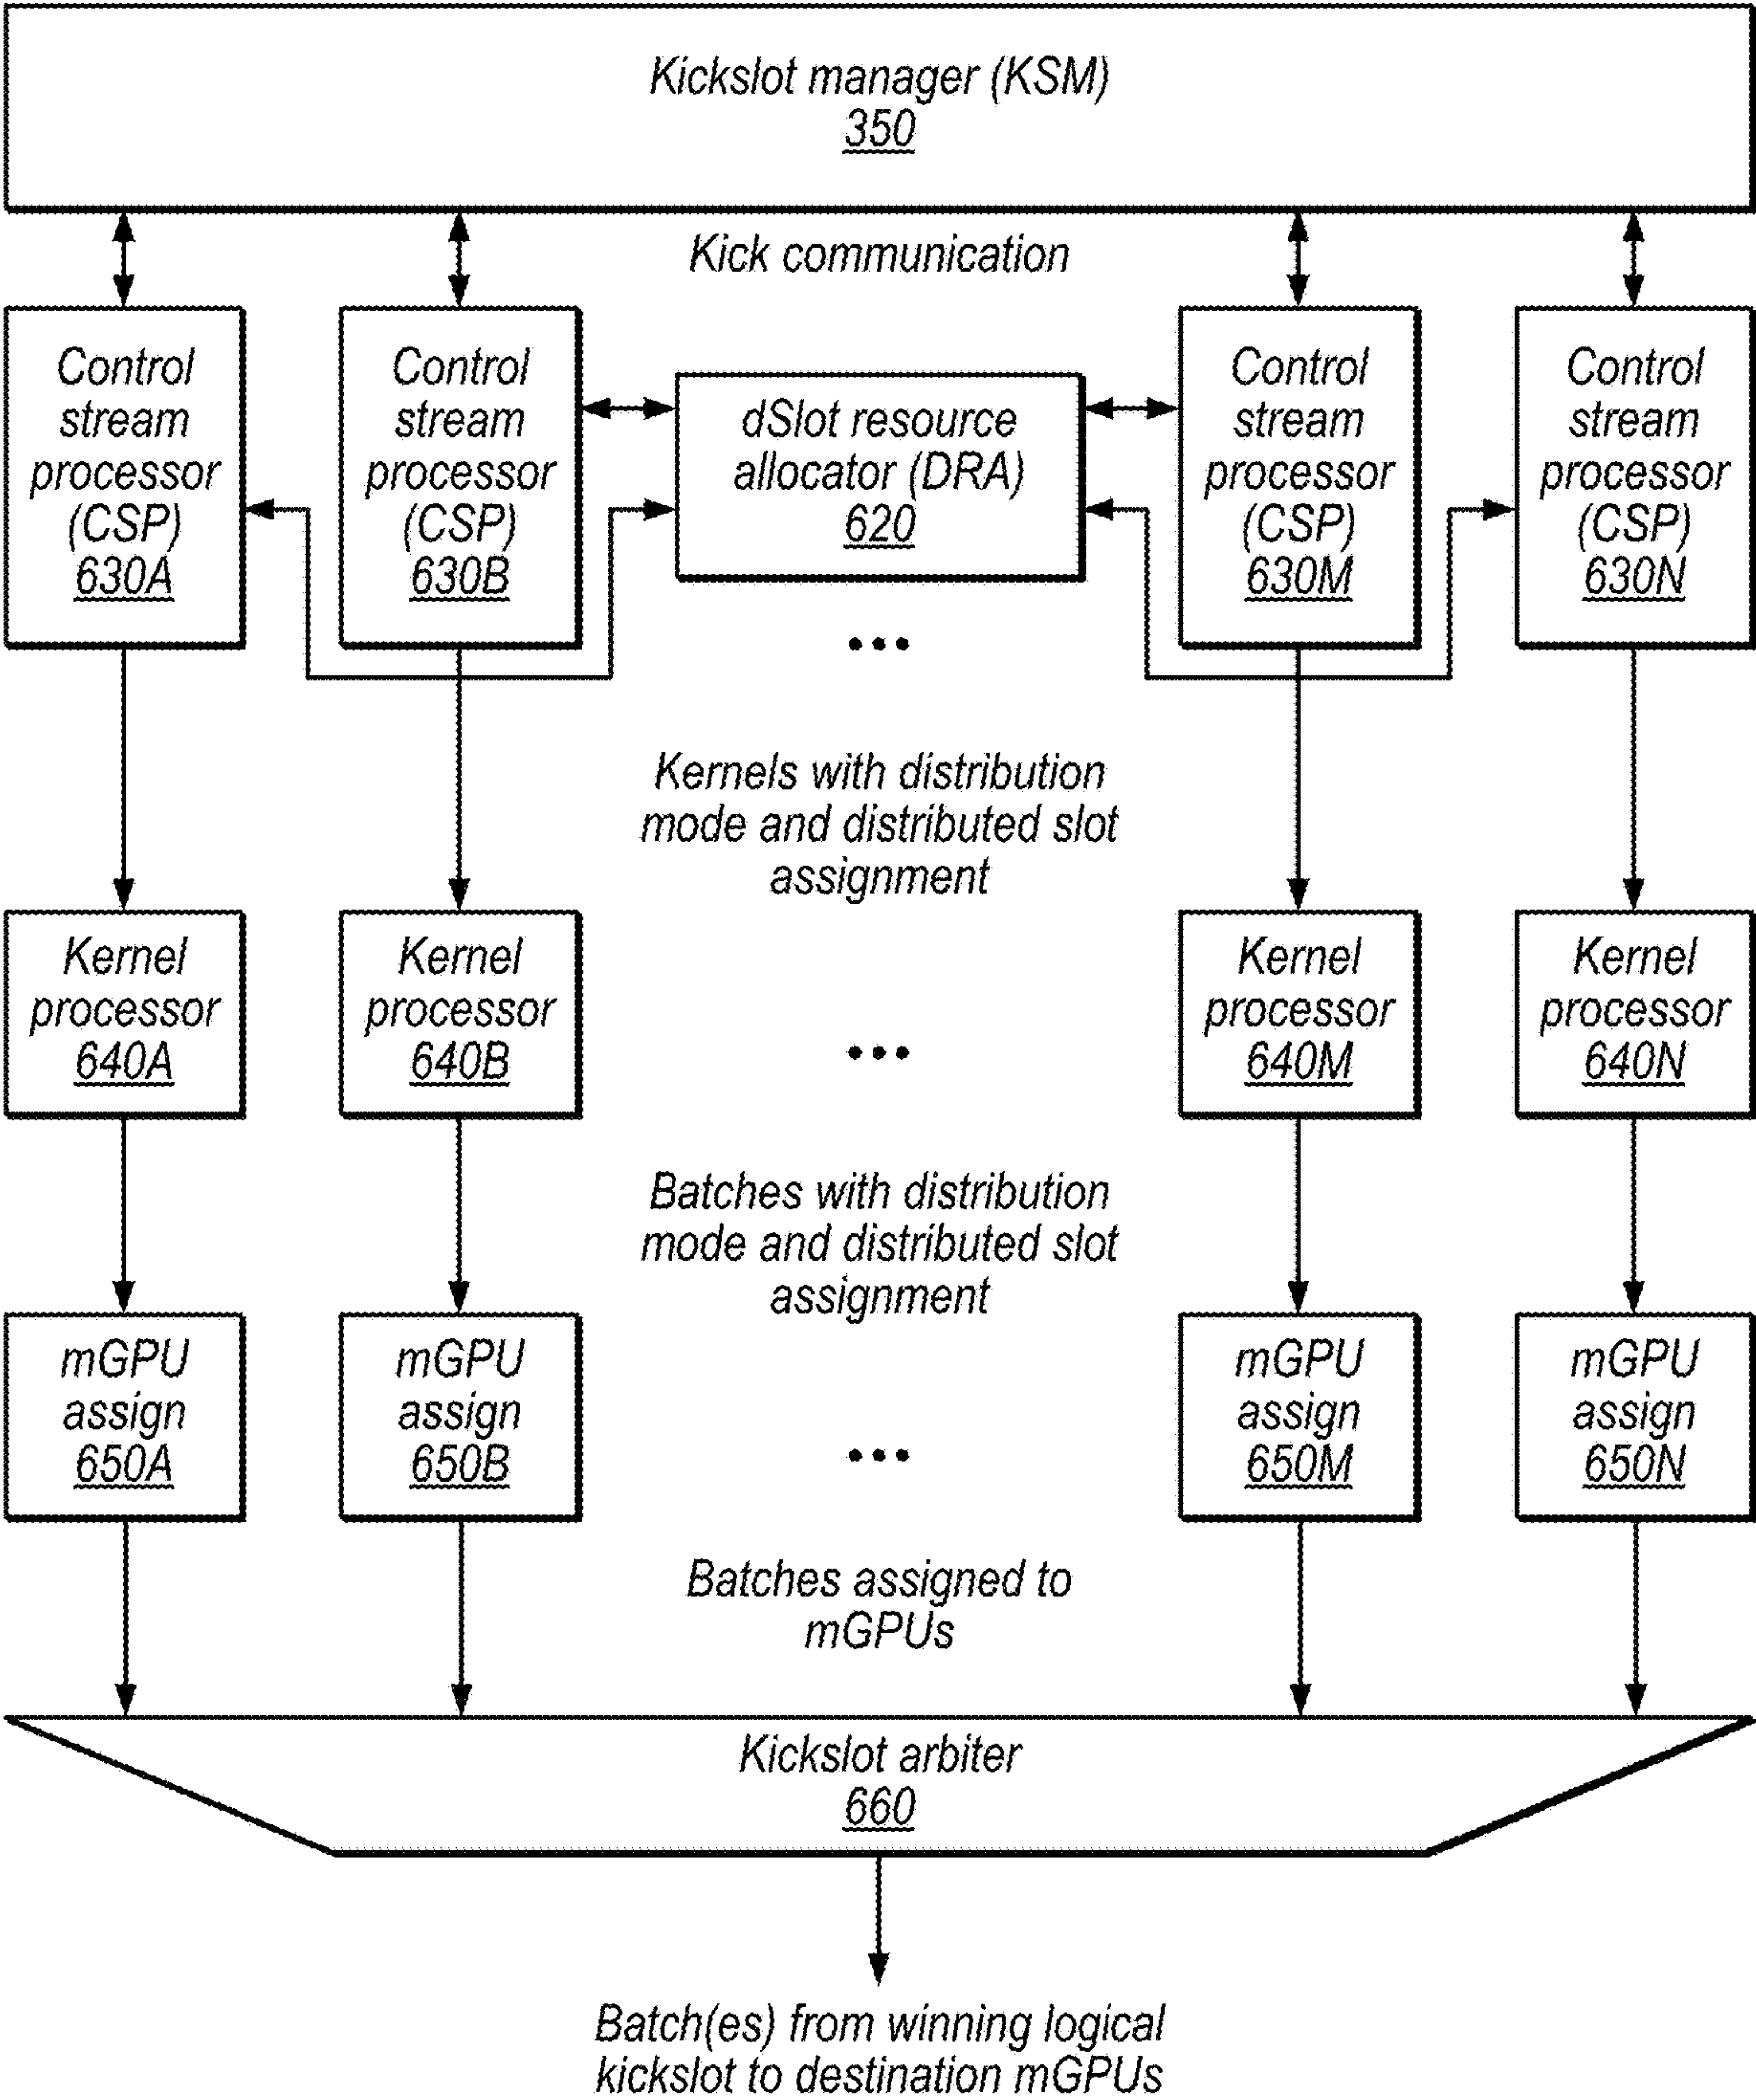 Kickslot manager (KSM)
350
Kick communication
Control
stream
processor
(CSP)
630A
Control
stream
processor
(CSP)
630B
dSlot resource
allocator (DRA)
620
Control
stream
processor
(CSP)
630M
Control
stream
processor
(CSP)
630N
...
Kernels with distribution
mode and distributed slot
assignment
Kernel
processor
640A
Kernel
processor
640B
...
Kernel
processor
640M
Kernel
processor
640N
Batches with distribution
mode and distributed slot
assignment
mGPU
assign
650A
mGPU
assign
650B
...
mGPU
assign
650M
mGPU
assign
650N
Batches assigned to
mGPUs
Kickslot arbiter
660
Batch(es) from winning logical
kickslot to destination mGPUs